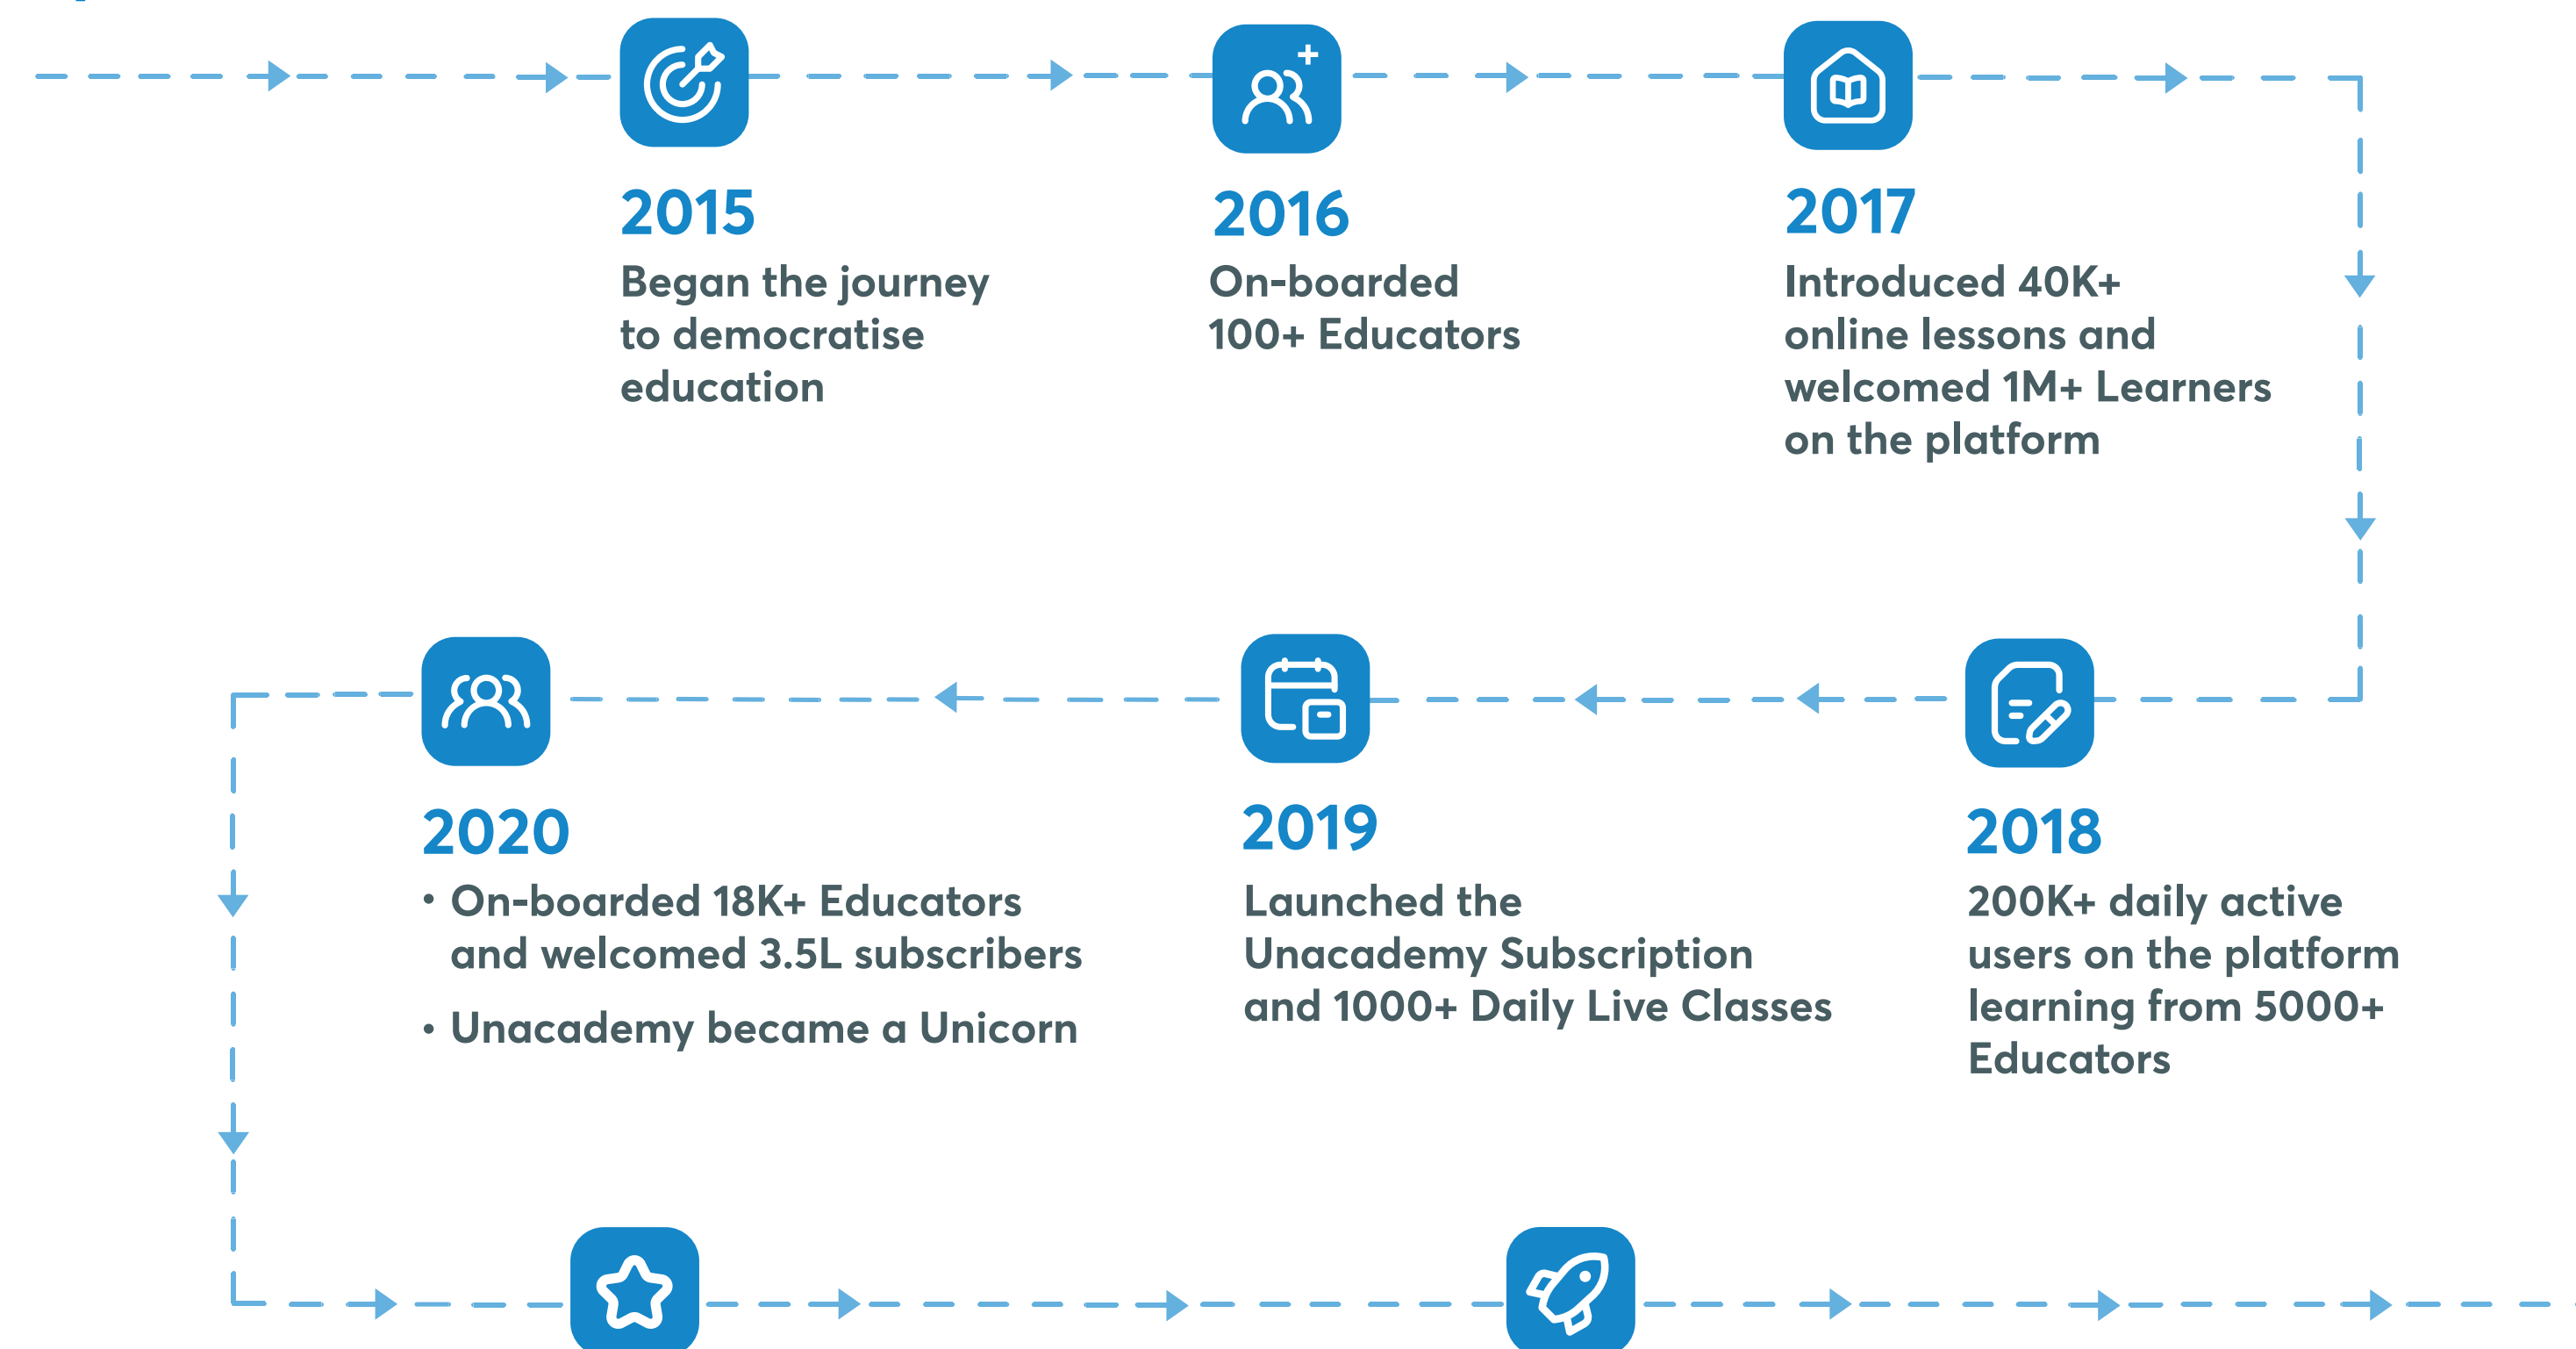 2015
Began the journey
to democratise
education
2016
On-boarded
100+ Educators
2017
Introduced 40K+
online lessons and
welcomed 1M+ Learners
on the platform
2018
200K+ daily active
users on the platform
learning from 5000+
Educators
2019
Launched the
Unacademy Subscription
and 1000+ Daily Live Classes
2020
• On-boarded 18K+ Educators
and welcomed 3.5L subscribers
• Unacademy became a Unicorn